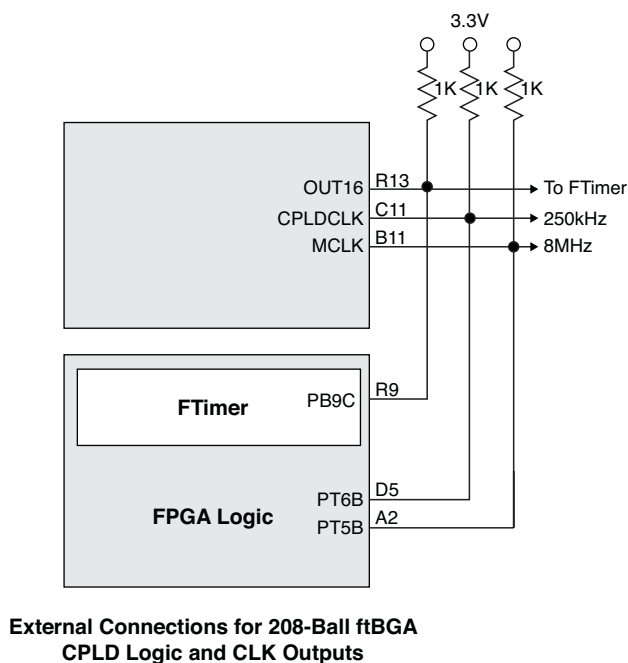 3.3V
1K 1K 1K
OUT16 R13 To FTimer
CPLDCLK C11 250kHz
MCLK B11 8MHz
FTimer PB9C R9
PT6B D5
FPGA Logic
PT5B A2
External Connections for 208-Ball ftBGA
CPLD Logic and CLK Outputs